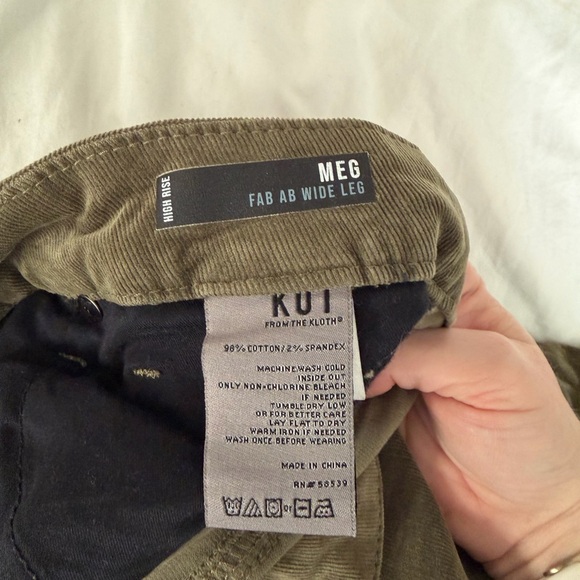 HIGH RISE
MEG
FAB AB WIDE LEG
KUT
FROM THE KLOTH®
98% COTTON/2% SPANDEX
MACHINE WASH COLD
INSIDE OUT
ONLY NON-CHLORINE BLEACH
IF NEEDED
TUMBLE DRY LOW
OR FOR BETTER CARE
LAY FLAT TO DRY
WARM IRON IF NEEDED
WASH ONCE BEFORE WEARING
MADE IN CHINA
RN# 56539
or